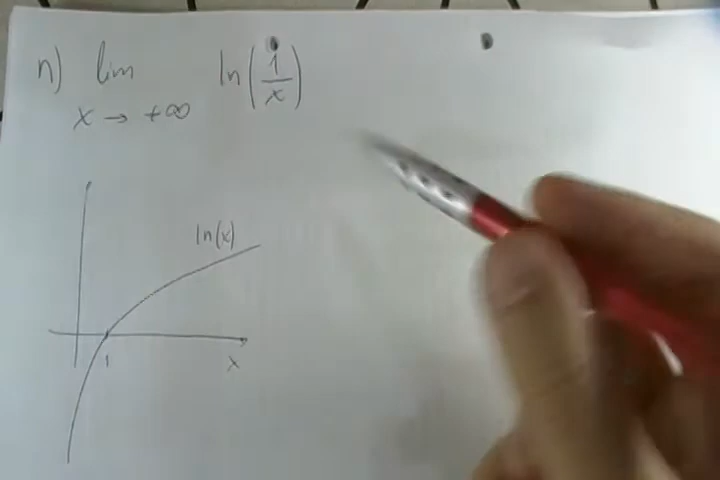 n) lim ln(1/x)
x → +∞
ln(x)
1 x